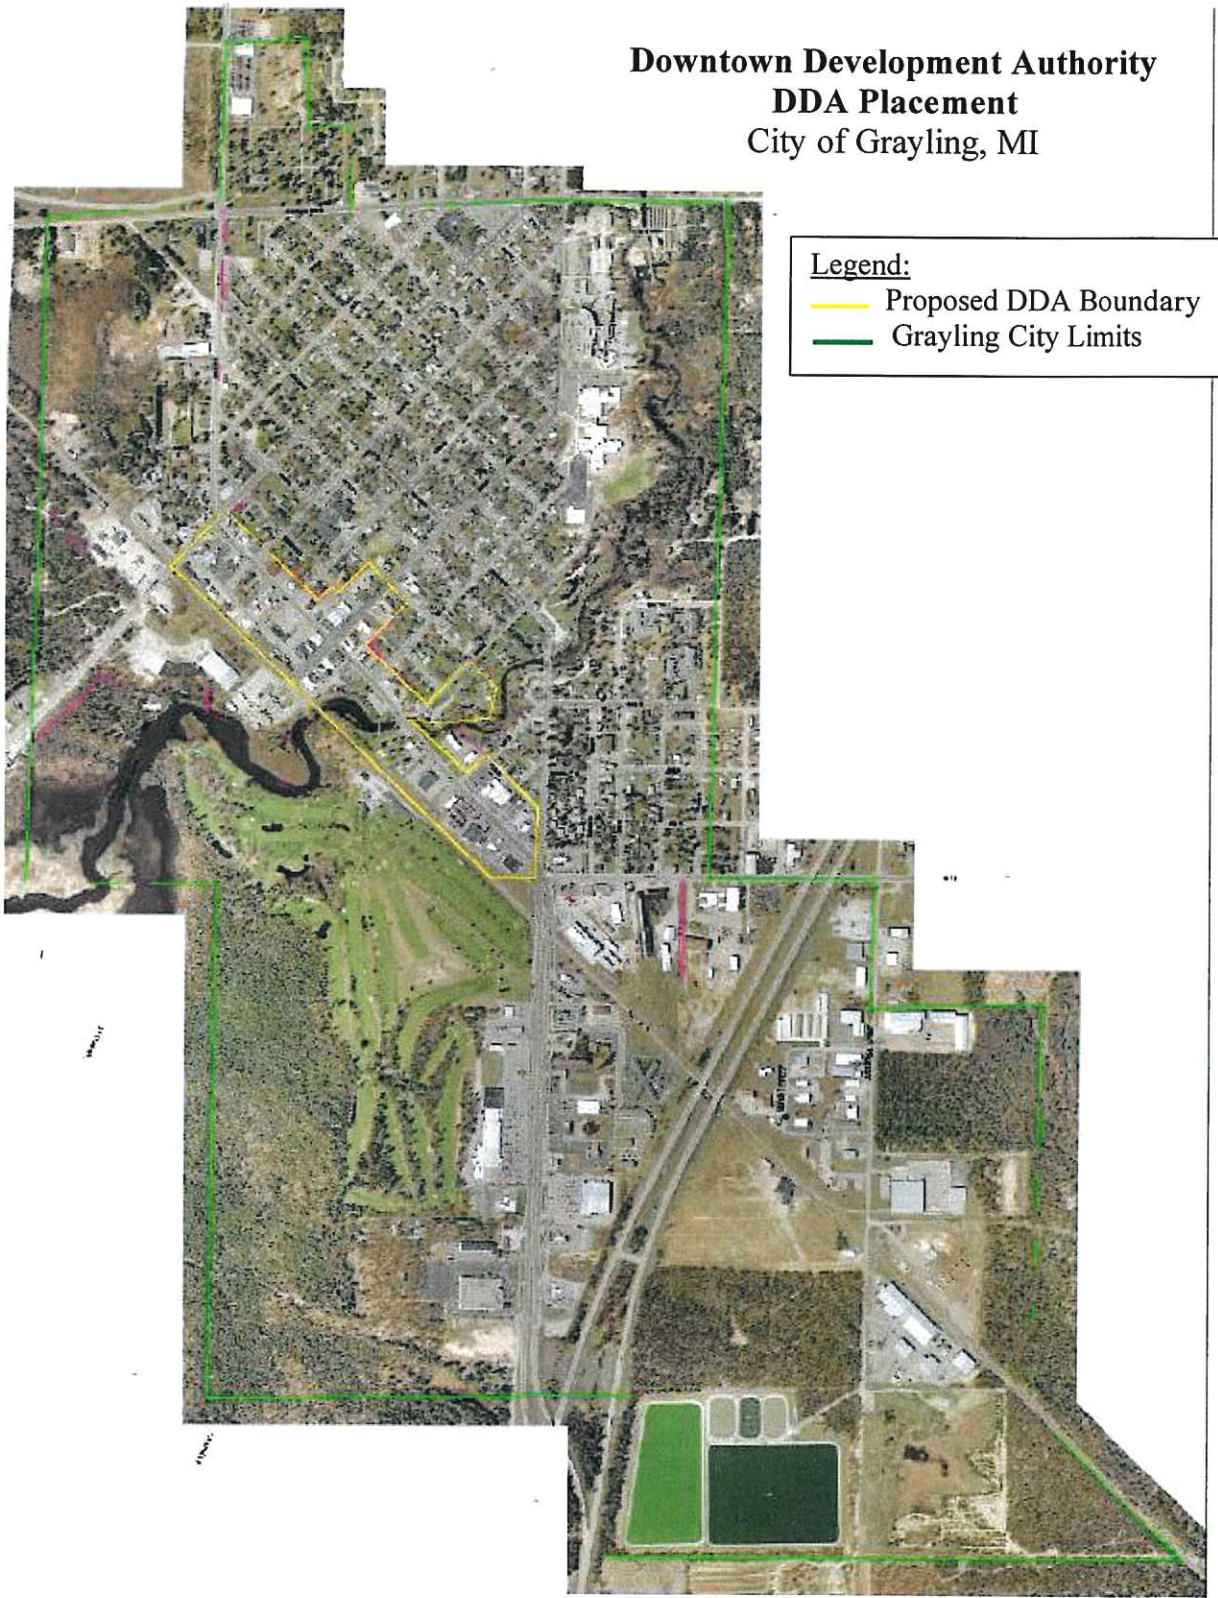 Downtown Development Authority
DDA Placement
City of Grayling, MI
Legend:
Proposed DDA Boundary
Grayling City Limits